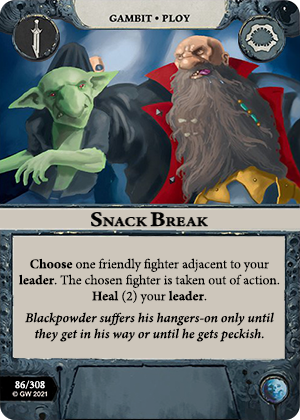 GAMBIT • PLOY
SNACK BREAK
Choose one friendly fighter adjacent to your
leader. The chosen fighter is taken out of action.
Heal (2) your leader.
Blackpowder suffers his hangers-on only until
they get in his way or until he gets peckish.
86/308
© GW 2021